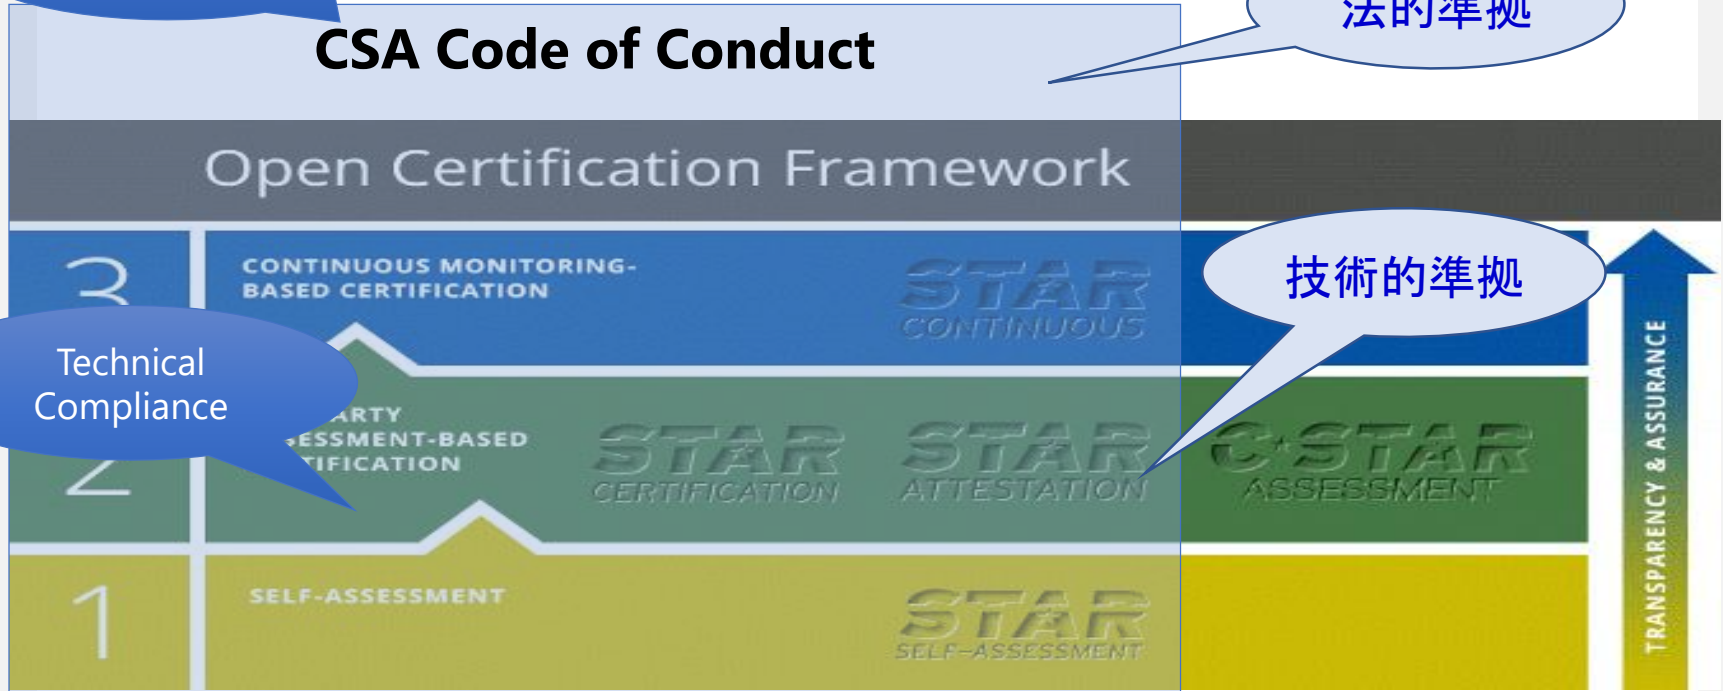 法的準拠
CSA Code of Conduct
Open Certification Framework
3
CONTINUOUS MONITORING-
BASED CERTIFICATION
STAR
CONTINUOUS
技術的準拠
Technical
Compliance
2
ARTY
ESSMENT-BASED
TIFICATION
STAR
CERTIFICATION
STAR
ATTESTATION
C★STAR
ASSESSMENT
1
SELF-ASSESSMENT
STAR
SELF-ASSESSMENT
TRANSPARENCY & ASSURANCE